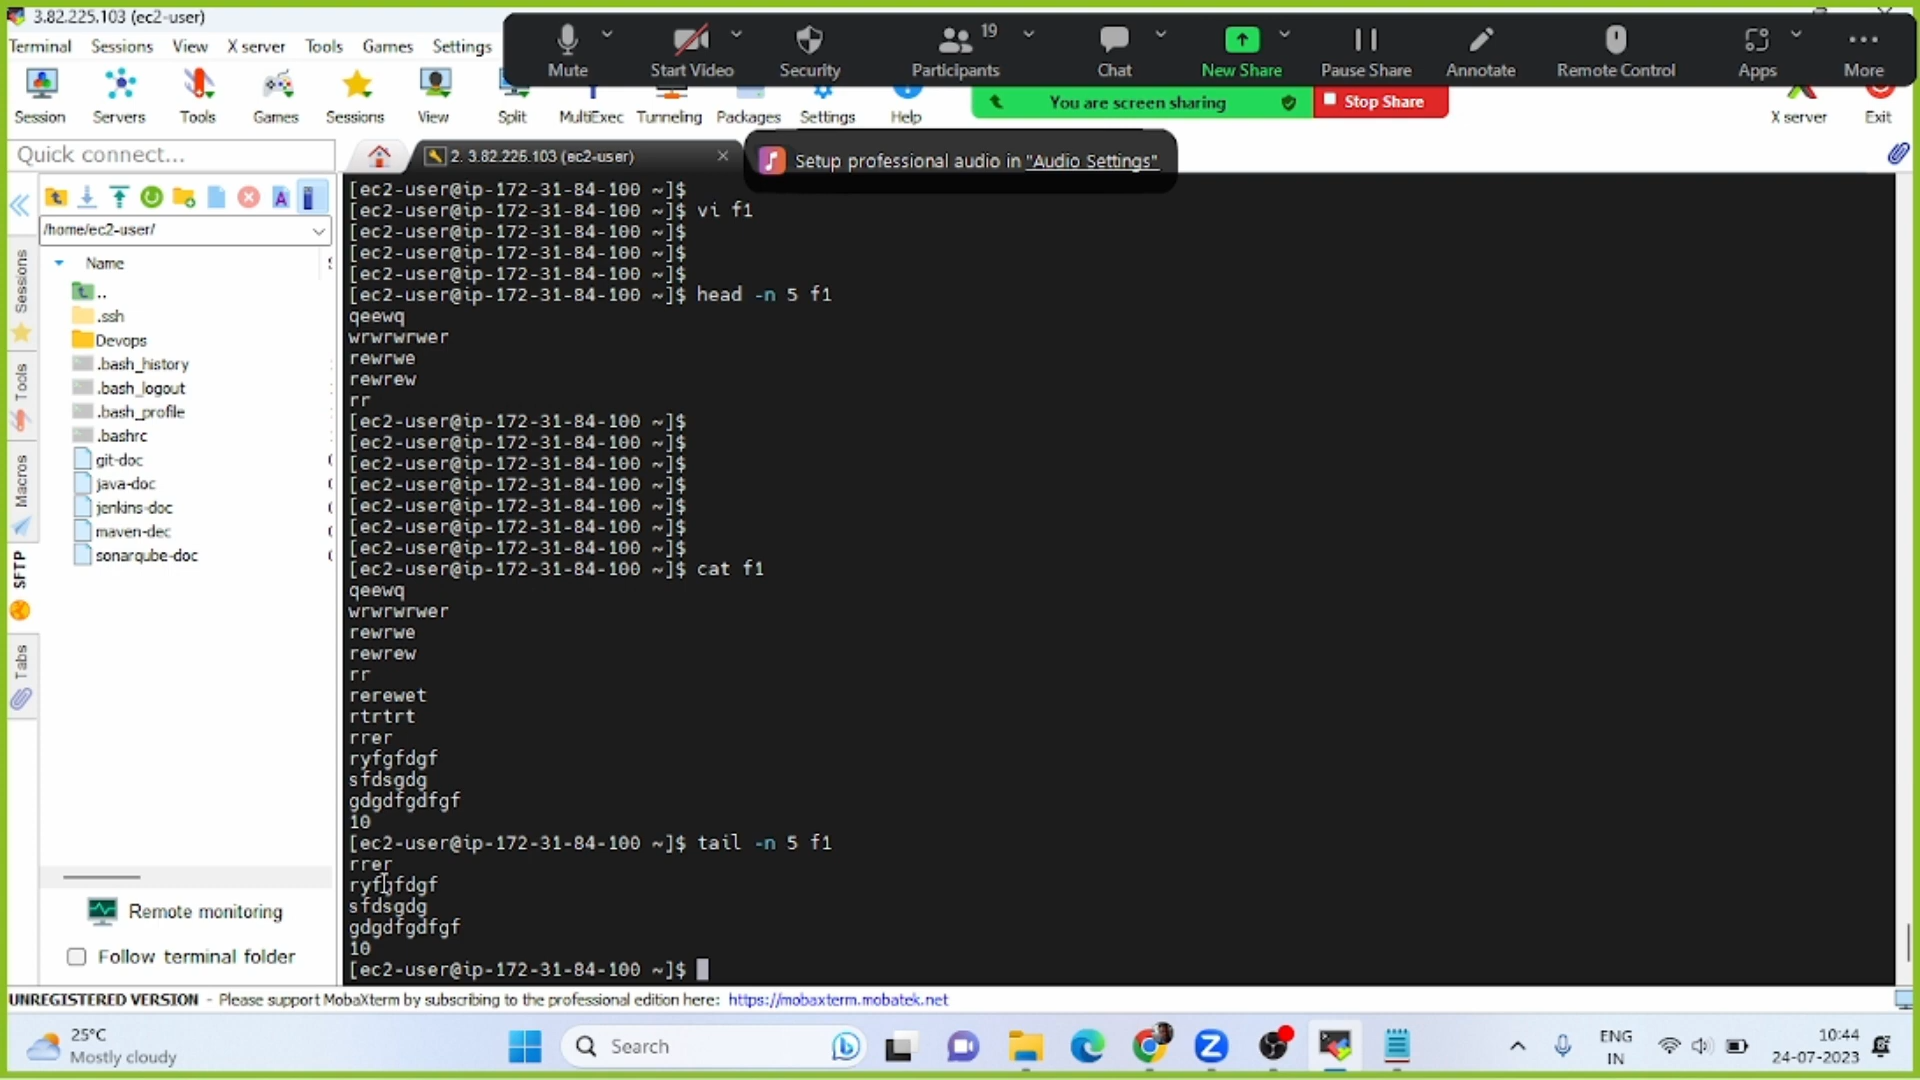 3.82.225.103 (ec2-user)
Terminal Sessions View X server Tools Games Settings
Mute Start Video Security Participants 19 Chat New Share Pause Share Annotate Remote Control Apps More
You are screen sharing Stop Share
Session Servers Tools Games Sessions View Split MultiExec Tunneling Packages Settings Help X server Exit
Quick connect...
2. 3.82.225.103 (ec2-user)
Setup professional audio in "Audio Settings"
/home/ec2-user/
Name
..
.ssh
Devops
.bash_history
.bash_logout
.bash_profile
.bashrc
git-doc
java-doc
jenkins-doc
maven-dec
sonarqube-doc
Sessions
Tools
Macros
SFTP
Tabs
Remote monitoring
Follow terminal folder
[ec2-user@ip-172-31-84-100 ~]$
[ec2-user@ip-172-31-84-100 ~]$ vi f1
[ec2-user@ip-172-31-84-100 ~]$
[ec2-user@ip-172-31-84-100 ~]$
[ec2-user@ip-172-31-84-100 ~]$
[ec2-user@ip-172-31-84-100 ~]$ head -n 5 f1
qeewq
wrwrwrwer
rewrwe
rewrew
rr
[ec2-user@ip-172-31-84-100 ~]$
[ec2-user@ip-172-31-84-100 ~]$
[ec2-user@ip-172-31-84-100 ~]$
[ec2-user@ip-172-31-84-100 ~]$
[ec2-user@ip-172-31-84-100 ~]$
[ec2-user@ip-172-31-84-100 ~]$
[ec2-user@ip-172-31-84-100 ~]$
[ec2-user@ip-172-31-84-100 ~]$ cat f1
qeewq
wrwrwrwer
rewrwe
rewrew
rr
rerewet
rtrtrt
rrer
ryfgfdgf
sfdsgdg
gdgdfgdfgf
10
[ec2-user@ip-172-31-84-100 ~]$ tail -n 5 f1
rrer
ryfgfdgf
sfdsgdg
gdgdfgdfgf
10
[ec2-user@ip-172-31-84-100 ~]$
UNREGISTERED VERSION - Please support MobaXterm by subscribing to the professional edition here: https://mobaxterm.mobatek.net
25°C
Mostly cloudy
Search
ENG
IN
10:44
24-07-2023